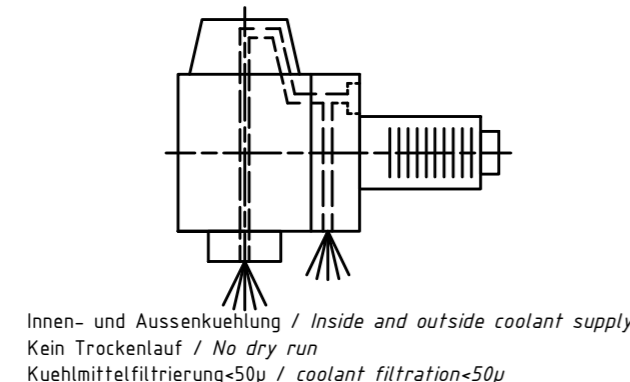 Innen- und Aussenkuehlung / Inside and outside coolant supply
Kein Trockenlauf / No dry run
Kuehlmittelfiltrierung<50µ / coolant filtration<50µ